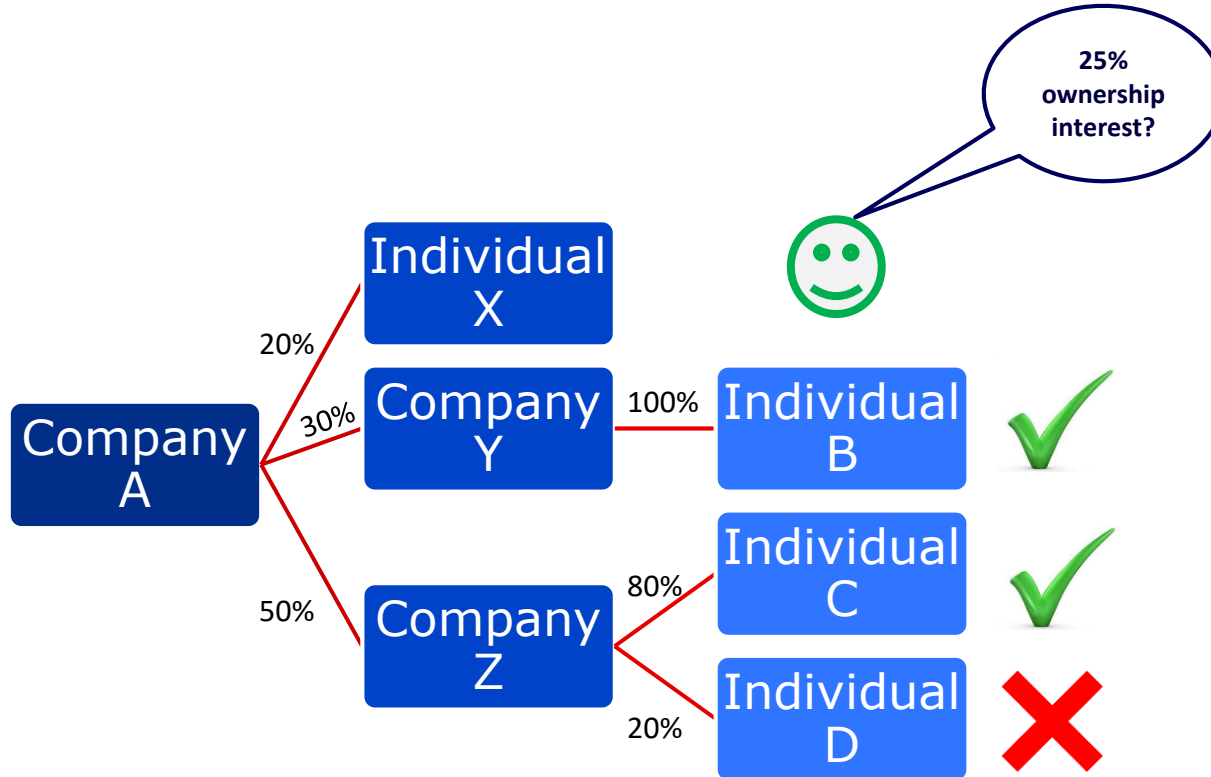 25%
ownership
interest?
Individual
X
20%
Company
Y
30%
100%
Individual
B
Company
A
Individual
C
80%
50%
Company
Z
Individual
D
20%